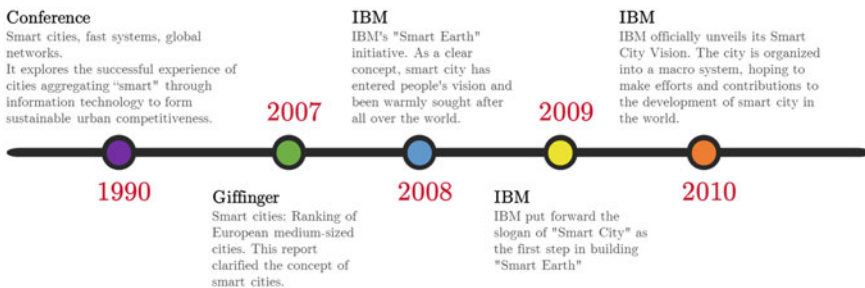 Conference
Smart cities, fast systems, global
networks.
It explores the successful experience of
cities aggregating “smart" through
information technology to form
sustainable urban competitiveness.
1990
2007
Giffinger
Smart cities: Ranking of
European medium-sized
cities. This report
clarified the concept of
smart cities.
IBM
IBM's "Smart Earth"
initiative. As a clear
concept, smart city has
entered people's vision and
been warmly sought after
all over the world.
2008
2009
IBM
IBM put forward the
slogan of "Smart City" as
the first step in building
"Smart Earth"
IBM
IBM officially unveils its Smart
City Vision. The city is organized
into a macro system, hoping to
make efforts and contributions to
the development of smart city in
the world.
2010